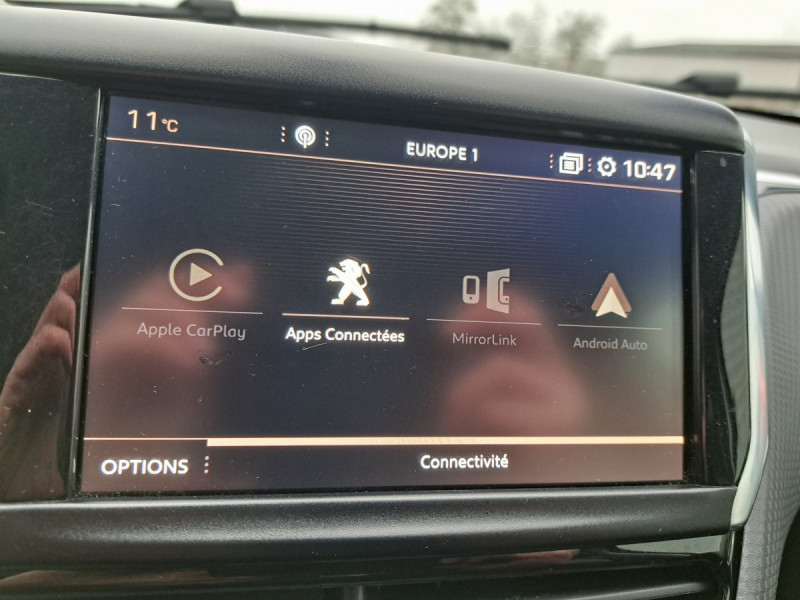 11°C EUROPE 1 10:47
Apple CarPlay Apps Connectées MirrorLink Android Auto
OPTIONS Connectivité